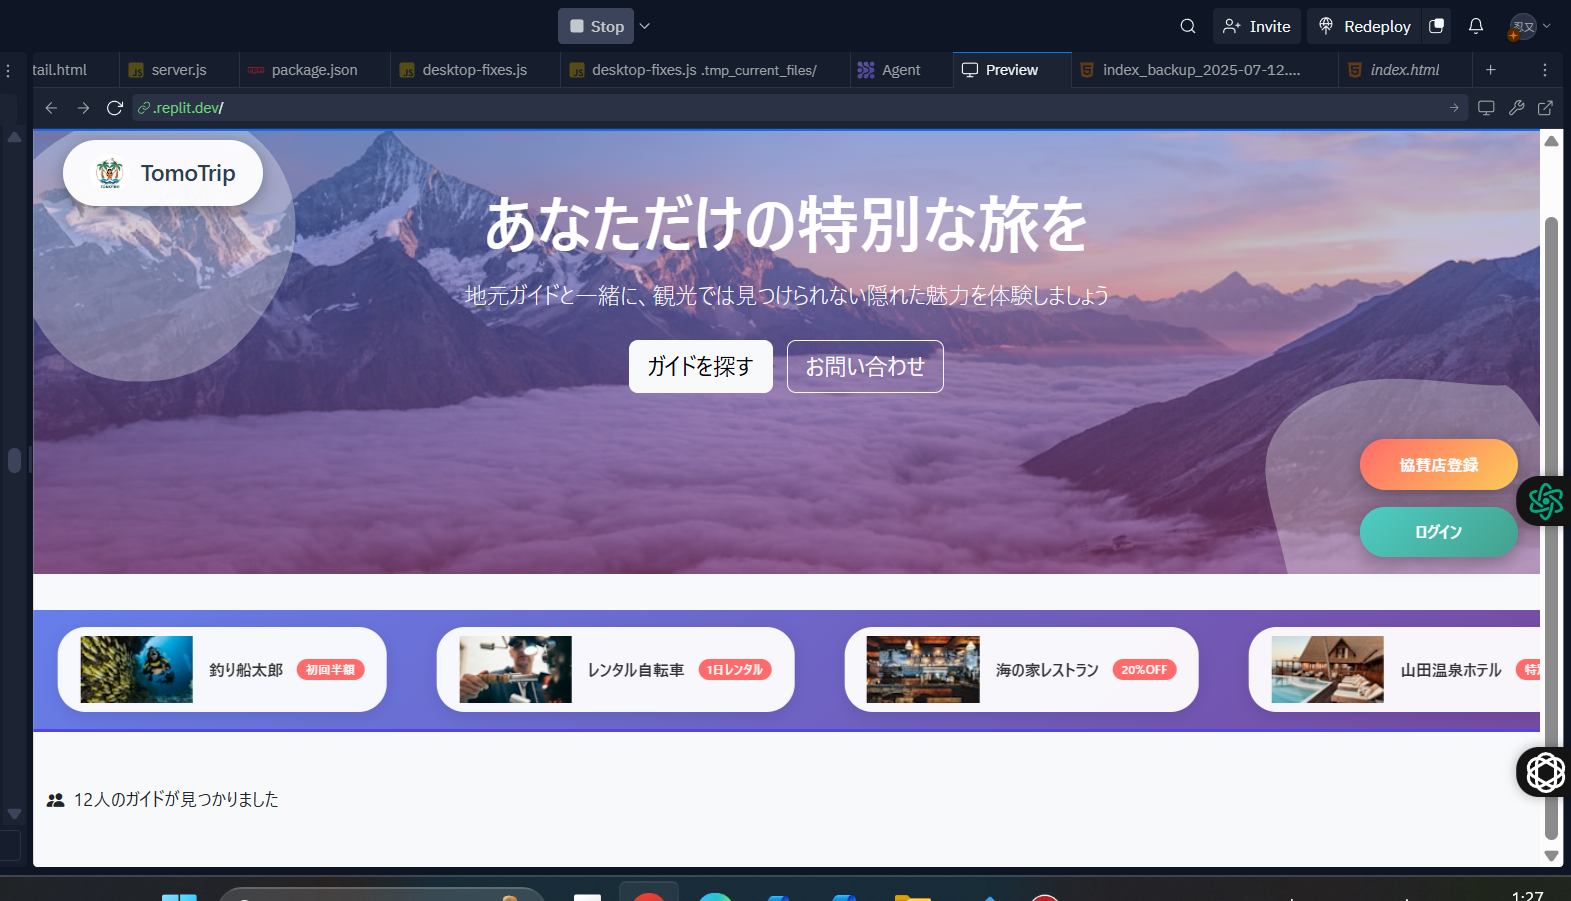 Stop
Invite
Redeploy
忍又
tail.html
server.js
package.json
desktop-fixes.js
desktop-fixes.js .tmp_current_files/
Agent
Preview
index_backup_2025-07-12....
index.html
.replit.dev/
TomoTrip
あなただけの特別な旅を
地元ガイドと一緒に、観光では見つけられない隠れた魅力を体験しましょう
ガイドを探す
お問い合わせ
協賛店登録
ログイン
釣り船太郎 初回半額
レンタル自転車 1日レンタル
海の家レストラン 20%OFF
山田温泉ホテル 特
12人のガイドが見つかりました
1:27